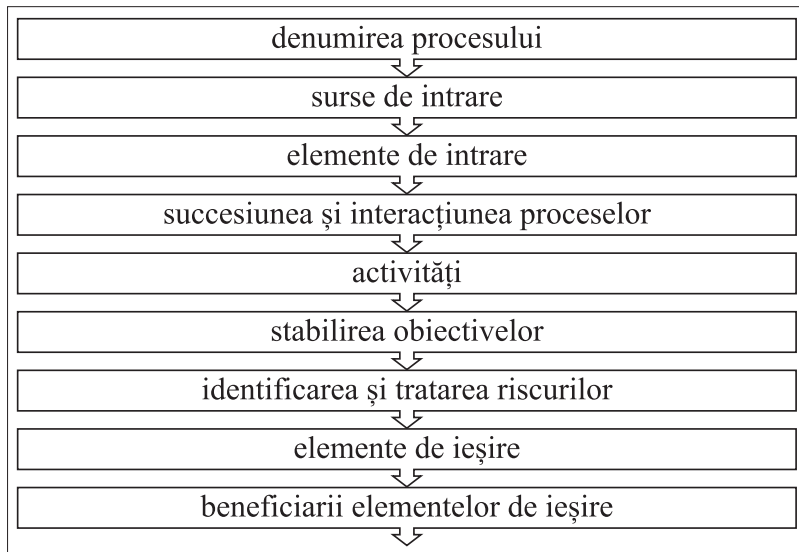 denumirea procesului
surse de intrare
elemente de intrare
succesiunea și interacțiunea proceselor
activități
stabilirea obiectivelor
identificarea și tratarea riscurilor
elemente de ieșire
beneficiarii elementelor de ieșire